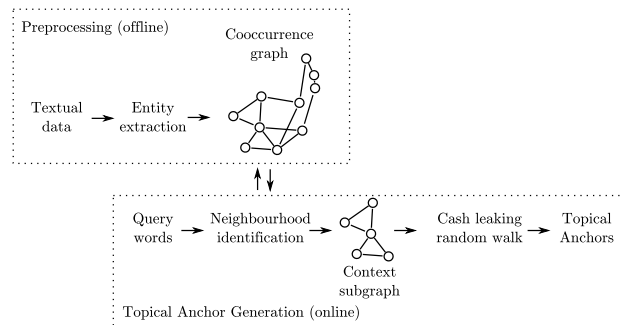 Preprocessing (offline)
Cooccurrence
graph
Textual
data
Entity
extraction
Query
words
Neighbourhood
identification
Context
subgraph
Cash leaking
random walk
Topical
Anchors
Topical Anchor Generation (online)